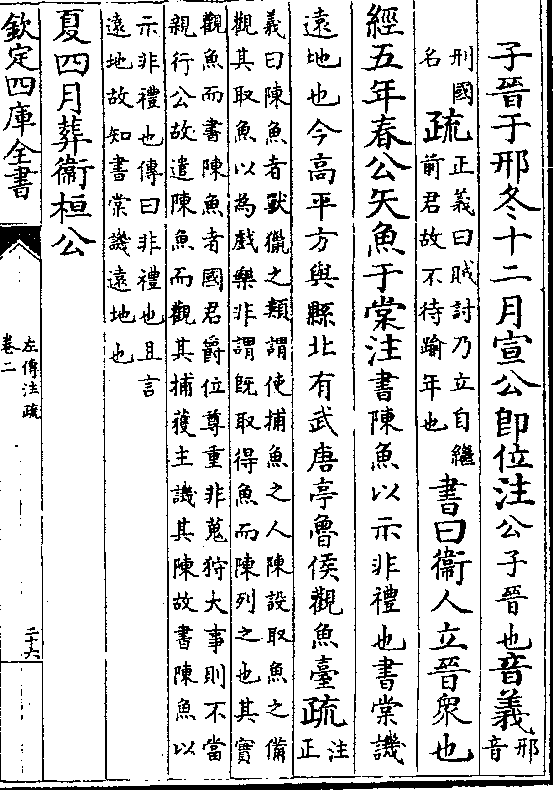 子晉于邢冬十二月宣公即位注公子晉也音義邢音
刑國名疏正義曰賊討乃立自繼前君故不待踰年也書曰衞人立晉衆也
經五年春公矢魚于棠注書陳魚以示非禮也書棠譏
遠地也今高平方與縣北有武唐亭魯侯觀魚臺疏注正
義曰陳魚者獸獵之類謂使捕魚之人陳設取魚之備
觀其取魚以為戲樂非謂既取得魚而陳列之也其實
觀魚而書陳魚者國君爵位尊重非蒐狩大事則不當
親行公故遣陳魚而觀其捕獲主譏其陳故書陳魚以
示非禮也傳曰非禮也且言
遠地故知書棠譏遠地也
夏四月葬衞桓公
欽定四庫全書
左傳注疏
卷二
二十六